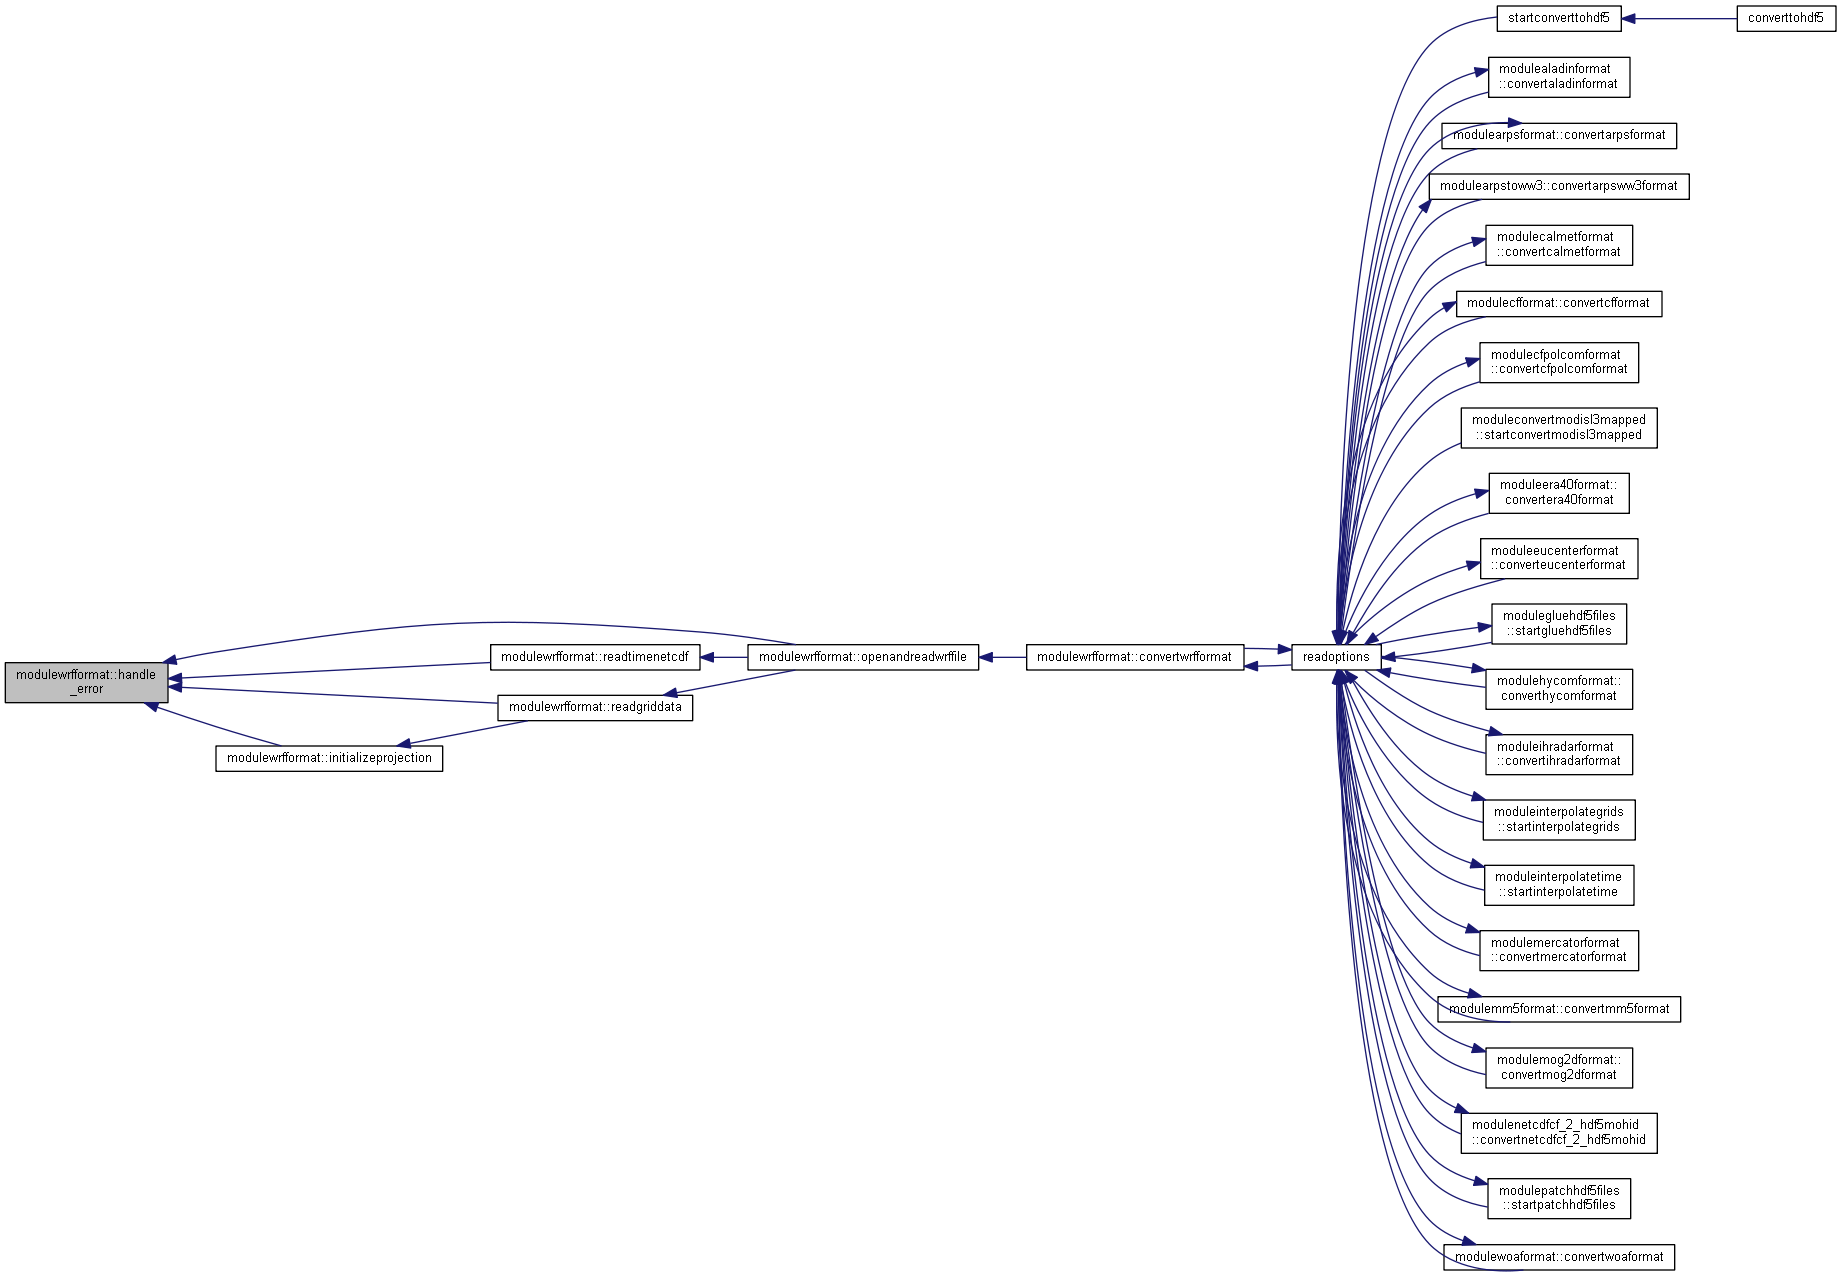 modulewrfformat::handle
_error
modulewrfformat::initializeprojection
modulewrfformat::readtimenetcdf
modulewrfformat::readgriddata
modulewrfformat::openandreadwrffile
modulewrfformat::convertwrfformat
readoptions
startconverttohdf5
converttohdf5
modulealadinformat
::convertaladinformat
modulearpsformat::convertarpsformat
modulearpstoww3::convertarpsww3format
modulecalmetformat
::convertcalmetformat
modulecfformat::convertcfformat
modulecfpolcomformat
::convertcfpolcomformat
moduleconvertmodisl3mapped
::startconvertmodisl3mapped
moduleera40format::
convertera40format
moduleeucenterformat
::converteucenterformat
modulegluehdf5files
::startgluehdf5files
modulehycomformat::
converthycomformat
moduleihradarformat
::convertihradarformat
moduleinterpolategrids
::startinterpolategrids
moduleinterpolatetime
::startinterpolatetime
modulemercatorformat
::convertmercatorformat
modulemm5format::convertmm5format
modulemog2dformat::
convertmog2dformat
modulenetcdfcf_2_hdf5mohid
::convertnetcdfcf_2_hdf5mohid
modulepatchhdf5files
::startpatchhdf5files
modulewoaformat::convertwoaformat